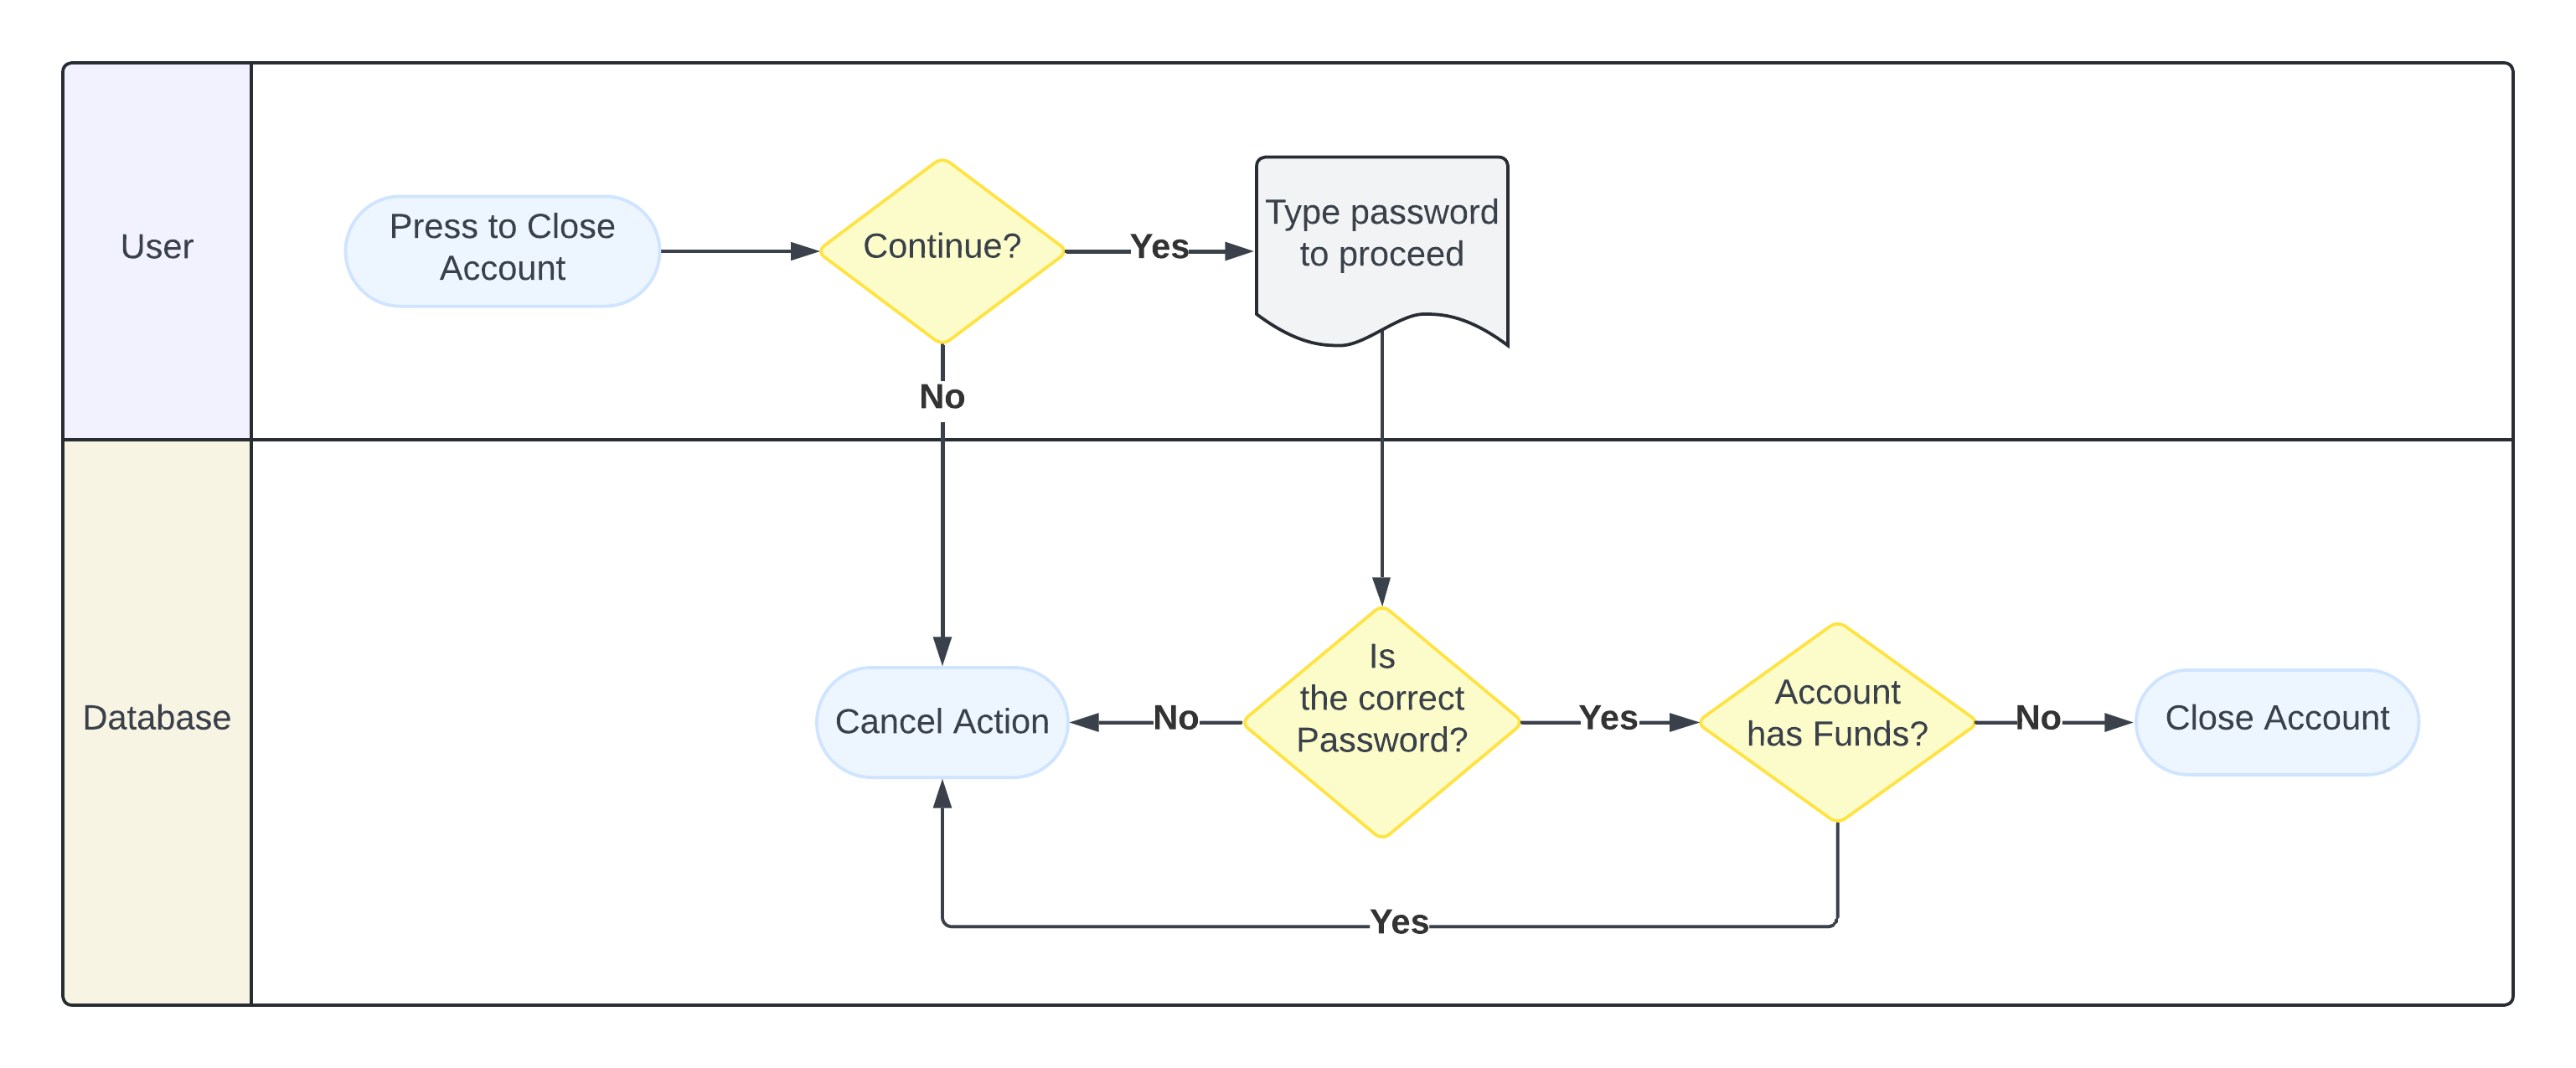 User
Press to Close
Account
Continue?
Yes
Type password
to proceed
No
Database
Cancel Action
No
Is
the correct
Password?
Yes
Account
has Funds?
No
Close Account
Yes